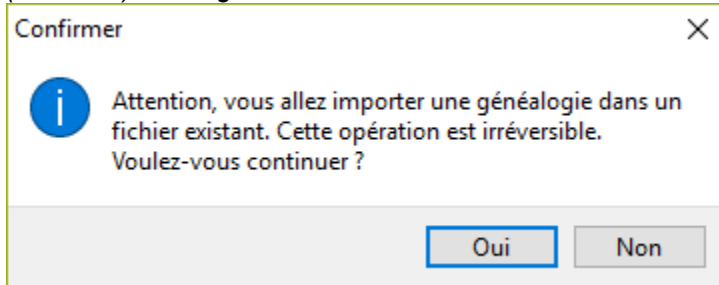 Confirmer
Attention, vous allez importer une généalogie dans un
fichier existant. Cette opération est irréversible.
Voulez-vous continuer ?
Oui
Non